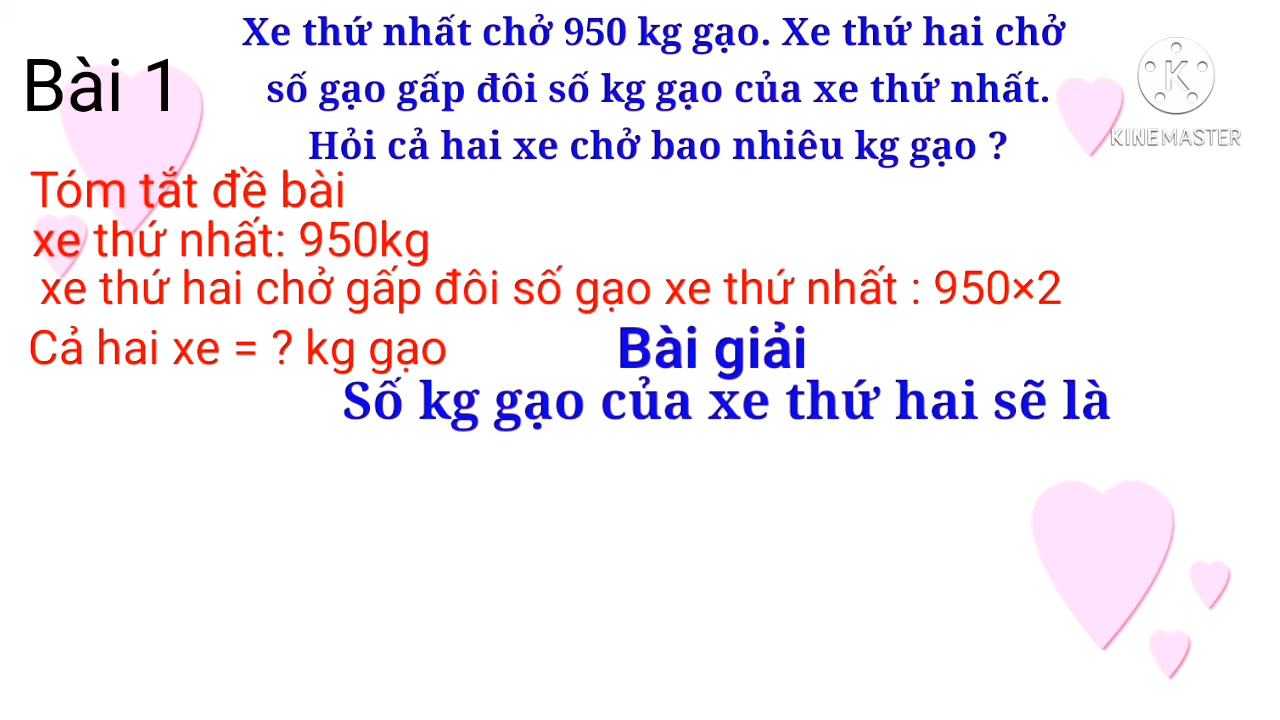 Bài 1
Xe thứ nhất chở 950 kg gạo. Xe thứ hai chở
số gạo gấp đôi số kg gạo của xe thứ nhất.
Hỏi cả hai xe chở bao nhiêu kg gạo ?
K
KINEMASTER
Tóm tắt đề bài
xe thứ nhất: 950kg
xe thứ hai chở gấp đôi số gạo xe thứ nhất : 950×2
Cả hai xe = ? kg gạo
Bài giải
Số kg gạo của xe thứ hai sẽ là